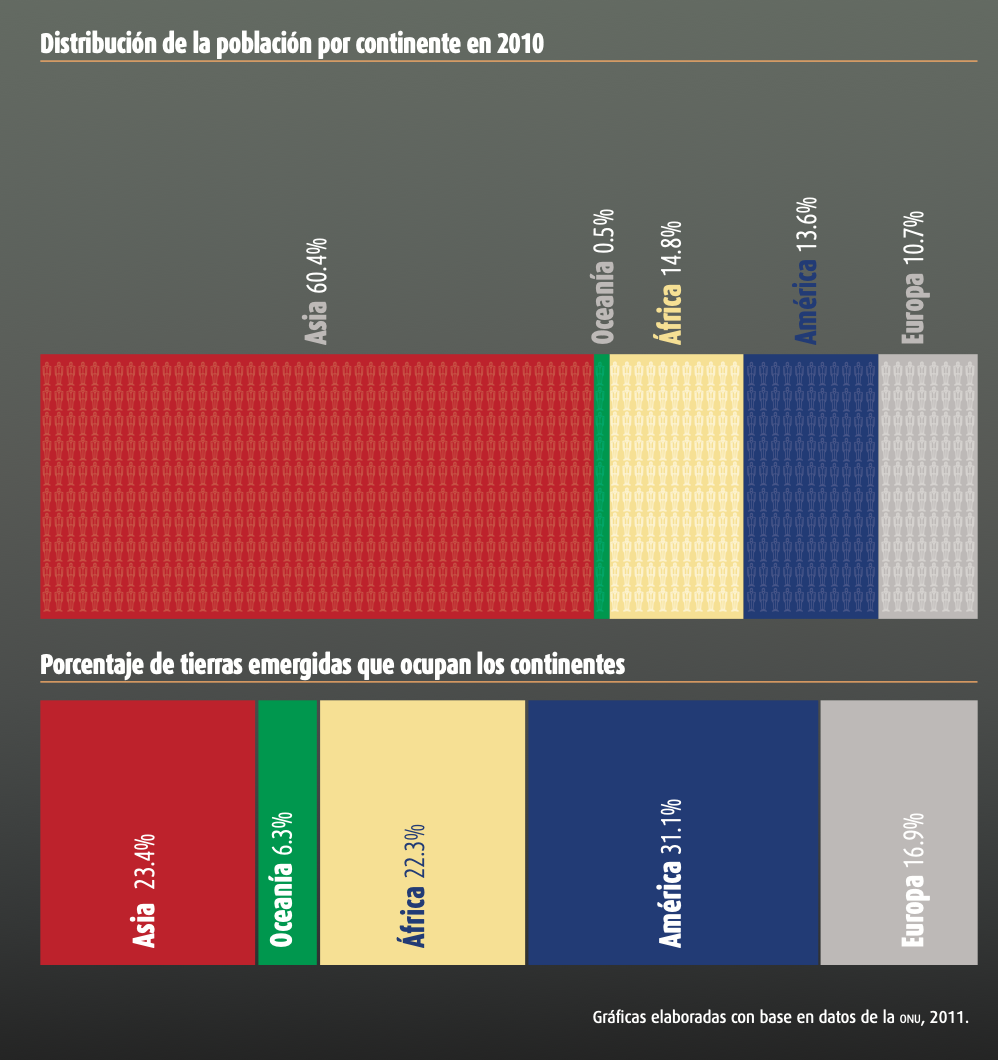 Distribución de la población por continente en 2010
Asia 60.4%
Oceanía 0.5%
África 14.8%
América 13.6%
Europa 10.7%
Porcentaje de tierras emergidas que ocupan los continentes
Asia 23.4%
Oceanía 6.3%
África 22.3%
América 31.1%
Europa 16.9%
Gráficas elaboradas con base en datos de la ONU, 2011.